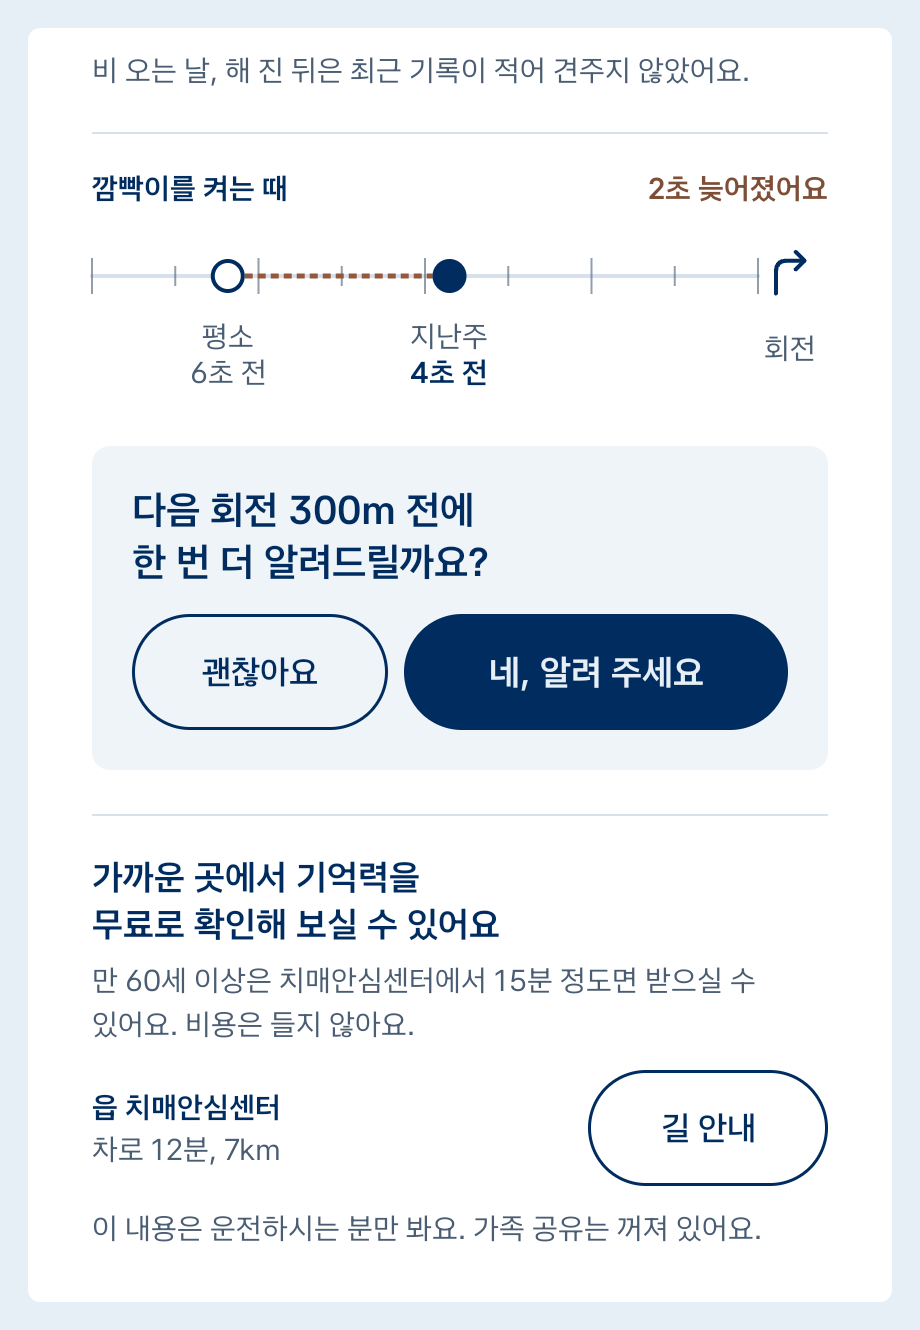 비 오는 날, 해 진 뒤은 최근 기록이 적어 견주지 않았어요.
깜빡이를 켜는 때
2초 늦어졌어요
평소
6초 전
지난주
4초 전
회전
다음 회전 300m 전에
한 번 더 알려드릴까요?
괜찮아요
네, 알려 주세요
가까운 곳에서 기억력을
무료로 확인해 보실 수 있어요
만 60세 이상은 치매안심센터에서 15분 정도면 받으실 수
있어요. 비용은 들지 않아요.
읍 치매안심센터
차로 12분, 7km
길 안내
이 내용은 운전하시는 분만 봐요. 가족 공유는 꺼져 있어요.